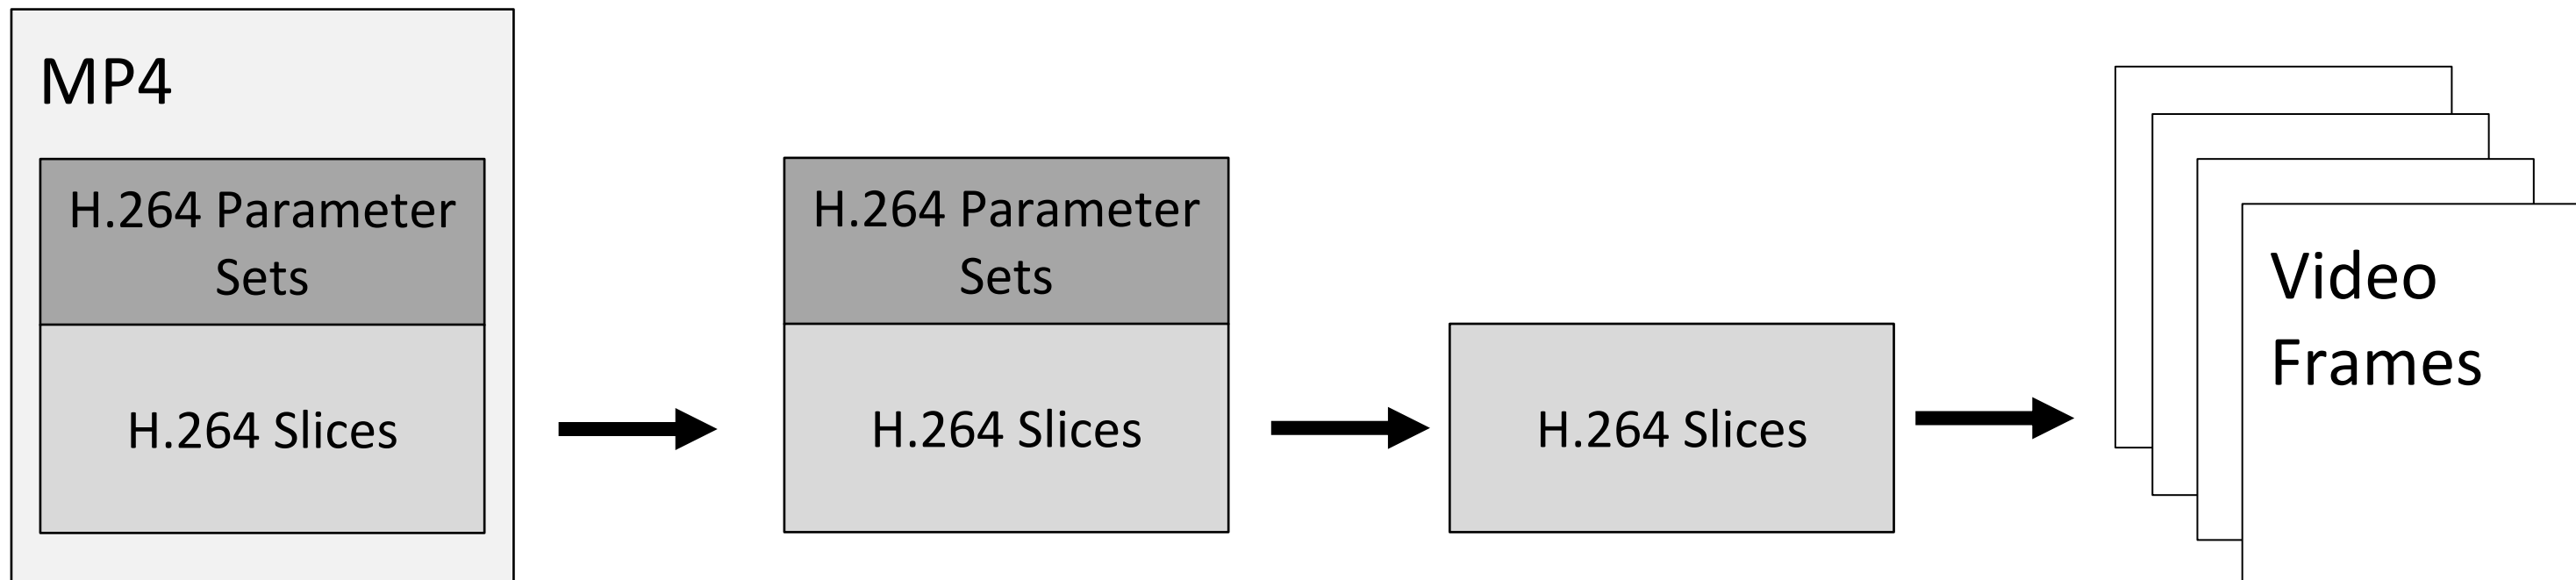 MP4
H.264 Parameter
Sets
H.264 Slices
H.264 Parameter
Sets
H.264 Slices
H.264 Slices
Video
Frames